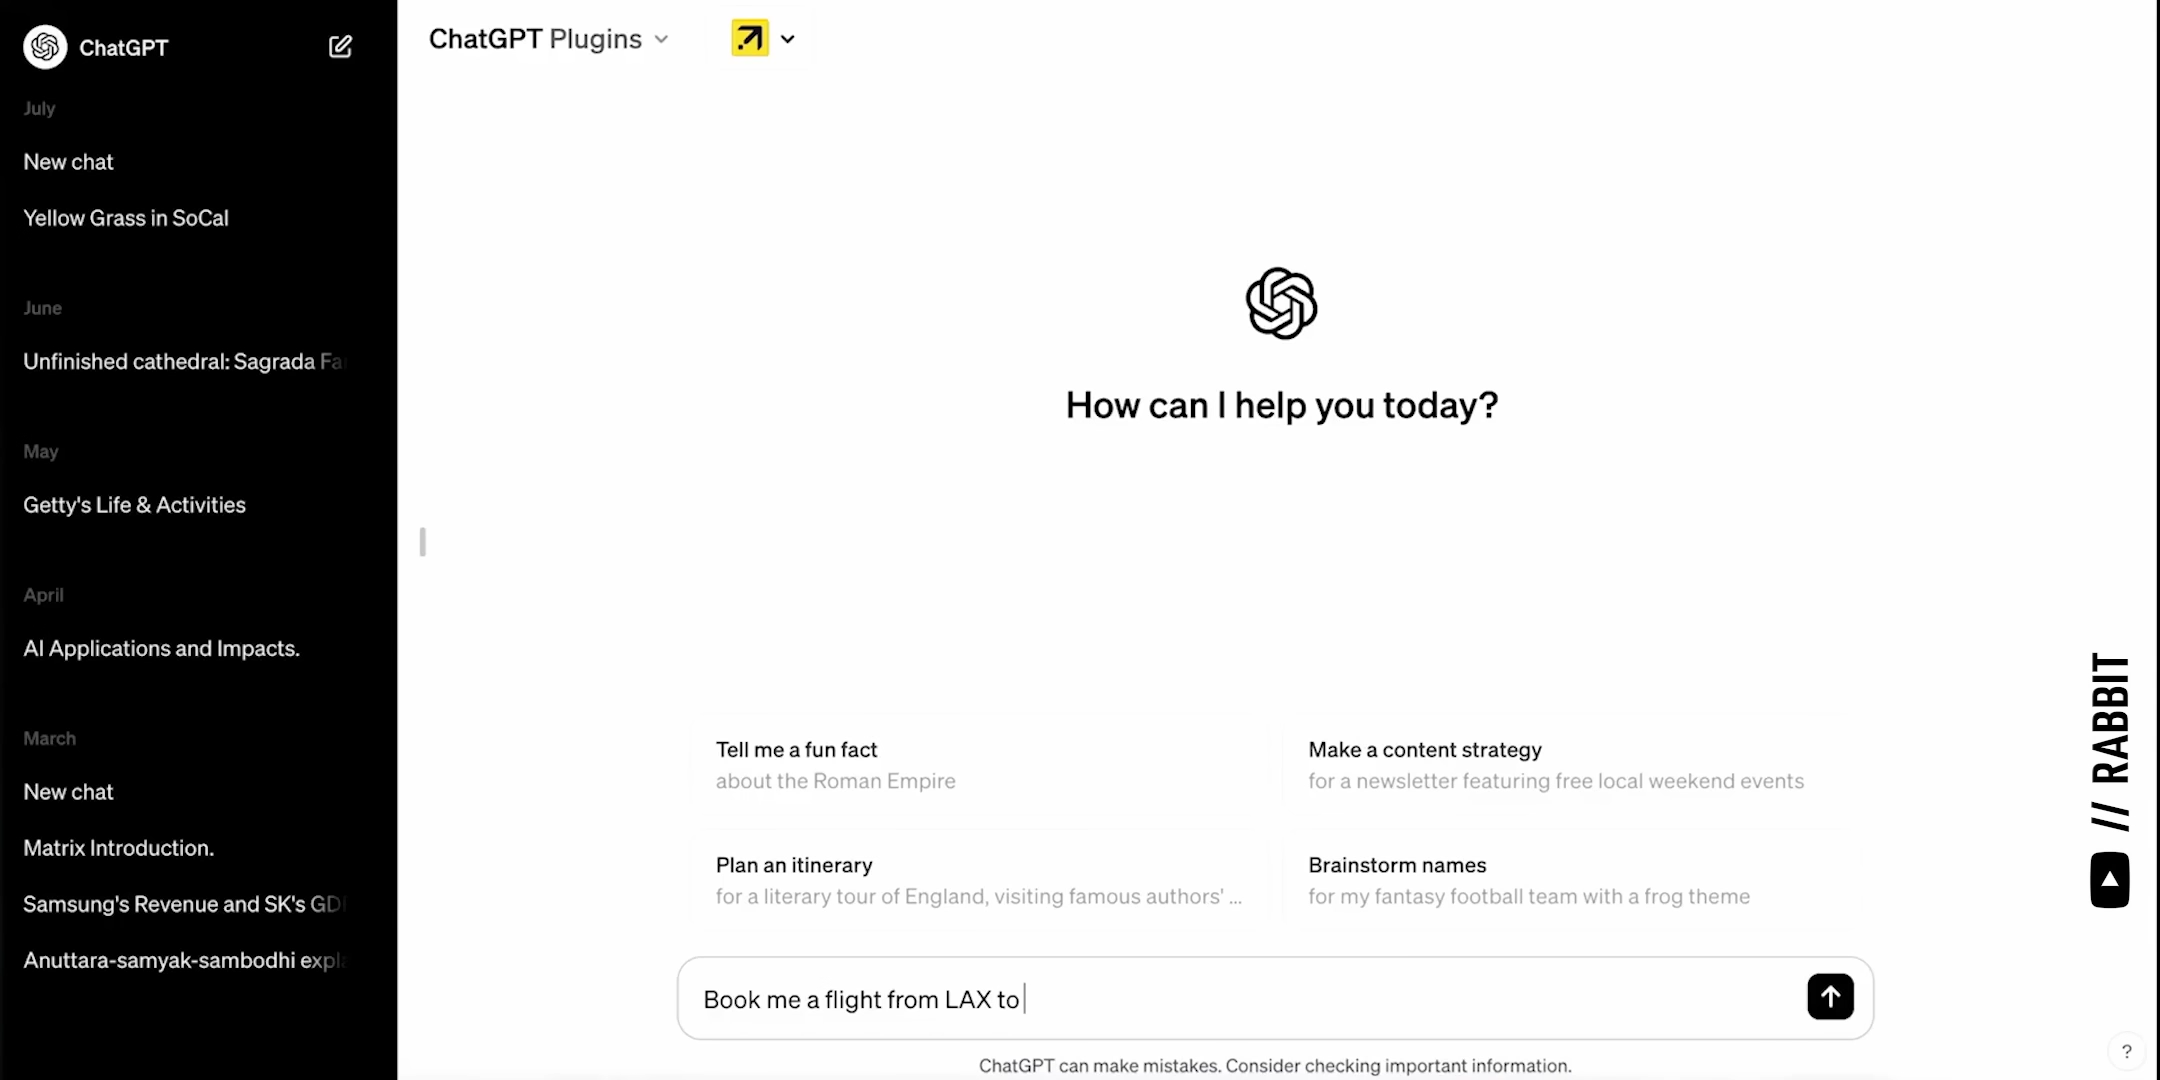 ChatGPT
July
New chat
Yellow Grass in SoCal
June
Unfinished cathedral: Sagrada Fa
May
Getty's Life & Activities
April
AI Applications and Impacts.
March
New chat
Matrix Introduction.
Samsung's Revenue and SK's GD
Anuttara-samyak-sambodhi expl
ChatGPT Plugins
How can I help you today?
Tell me a fun fact
about the Roman Empire
Make a content strategy
for a newsletter featuring free local weekend events
Plan an itinerary
for a literary tour of England, visiting famous authors' ...
Brainstorm names
for my fantasy football team with a frog theme
Book me a flight from LAX to
ChatGPT can make mistakes. Consider checking important information.
?
// RABBIT